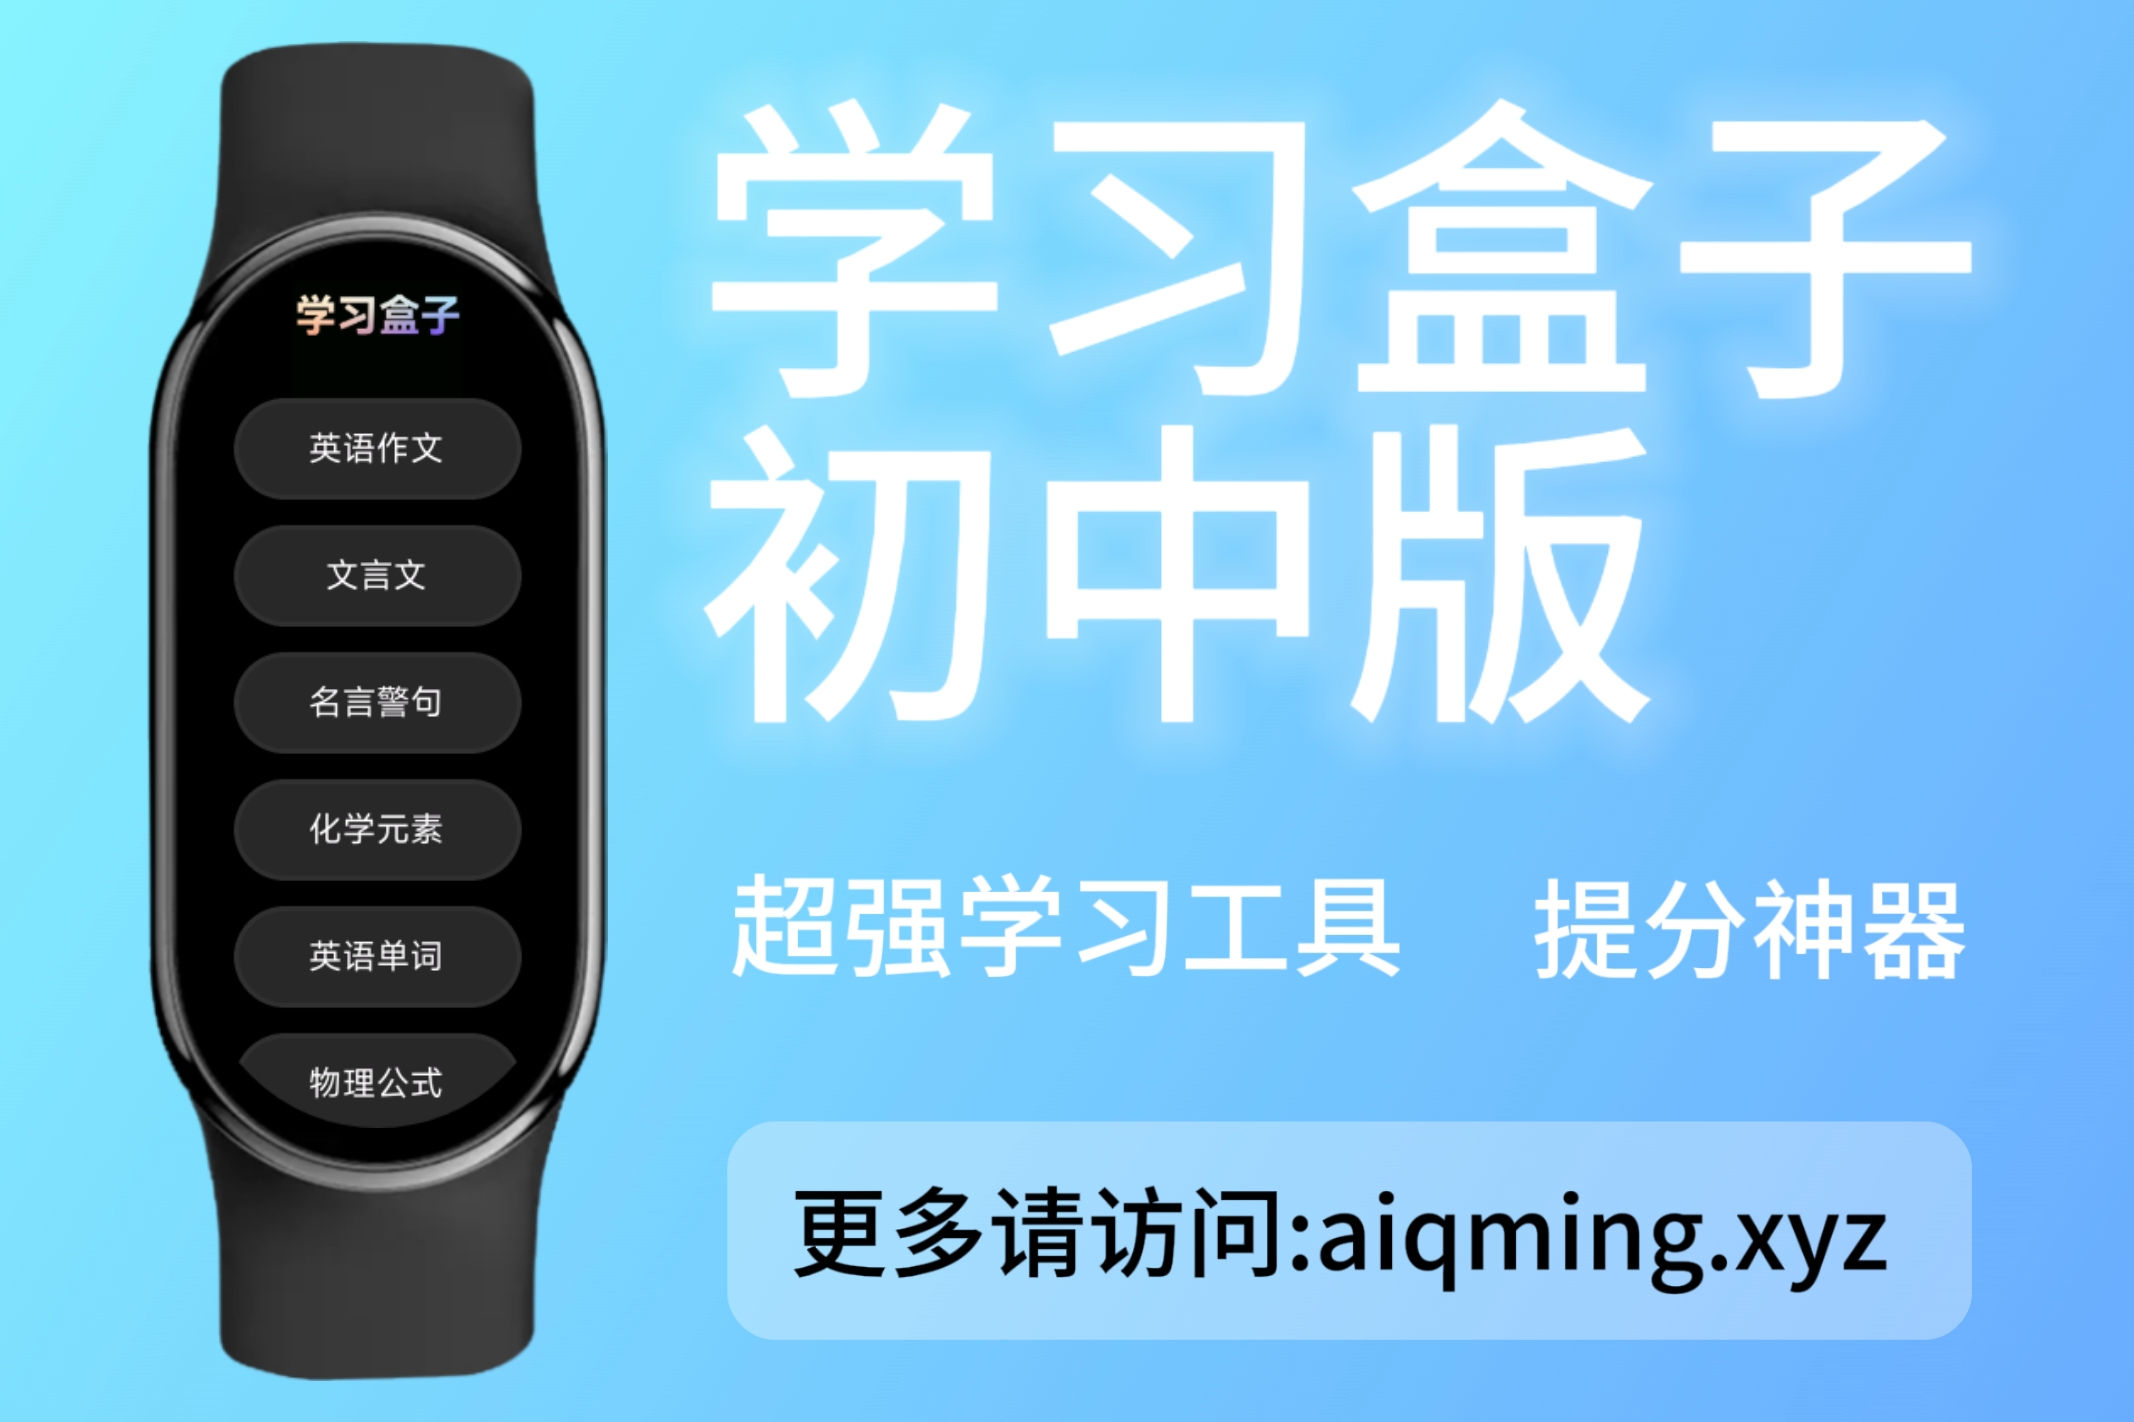 学习盒子
英语作文
文言文
名言警句
化学元素
英语单词
物理公式
学习盒子
初中版
超强学习工具 提分神器
更多请访问:aiqming.xyz